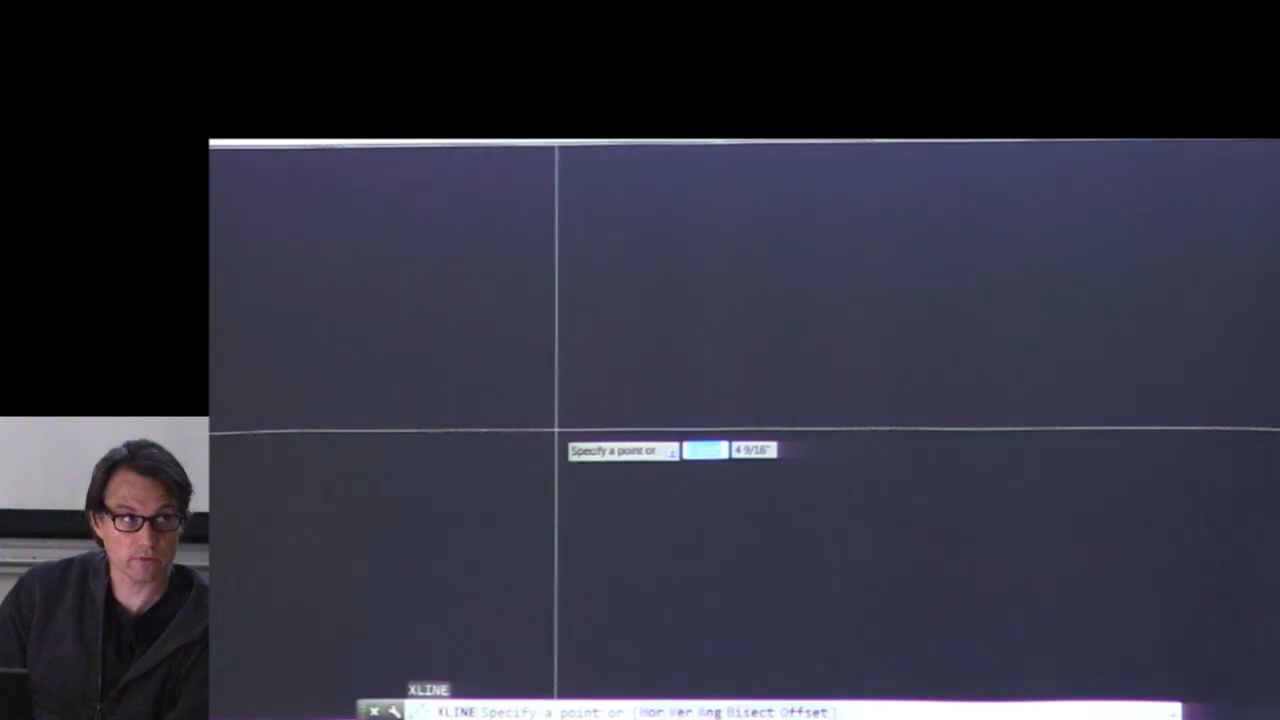 Specify a point or 4 9/16"
XLINE
XLINE Specify a point or [Hor Ver Ang Bisect Offset]: